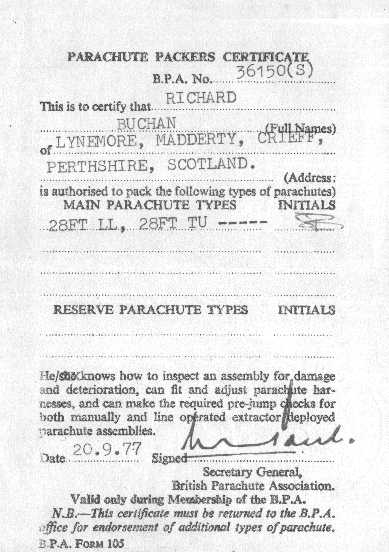 PARACHUTE PACKERS CERTIFICATE
B.P.A. No. 36150(S)
This is to certify that RICHARD
BUCHAN (Full Names)
of LYNEMORE, MADDERTY, CRIEFF,
PERTHSHIRE, SCOTLAND.
(Address:
is authorised to pack the following types of parachutes)
MAIN PARACHUTE TYPES INITIALS
28FT LL, 28FT TU -----
RESERVE PARACHUTE TYPES INITIALS
He/she knows how to inspect an assembly for damage
and deterioration, can fit and adjust parachute har-
nesses, and can make the required pre-jump checks for
both manually and line operated extractor deployed
parachute assemblies.
Date 20.9.77 Signed
Secretary General,
British Parachute Association.
Valid only during Membership of the B.P.A.
N.B.—This certificate must be returned to the B.P.A.
office for endorsement of additional types of parachute.
B.P.A. FORM 105